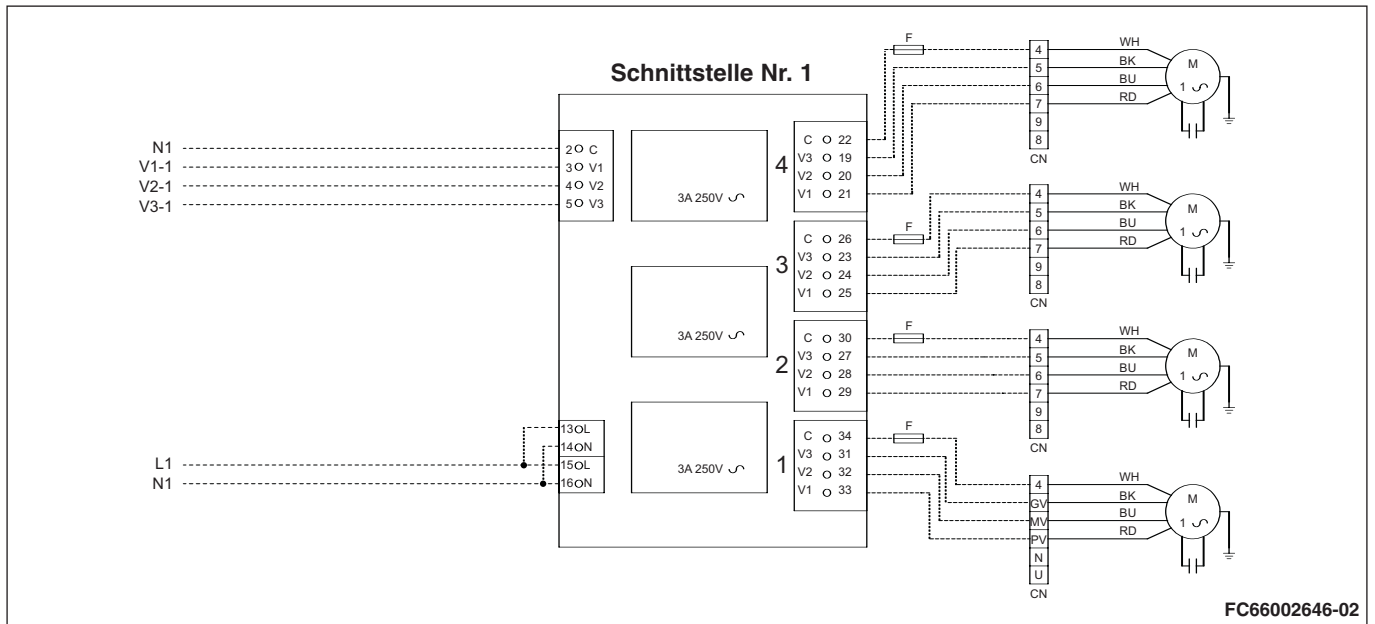 Schnittstelle Nr. 1
N1
V1-1
V2-1
V3-1
2 C
3 V1
4 V2
5 V3
L1
N1
13 L
14 N
15 L
16 N
3A 250V
3A 250V
3A 250V
4
C 22
V3 19
V2 20
V1 21
3
C 26
V3 23
V2 24
V1 25
2
C 30
V3 27
V2 28
V1 29
1
C 34
V3 31
V2 32
V1 33
F
4 WH
5 BK
6 BU
7 RD
9
8
CN
M
1
F
4 WH
5 BK
6 BU
7 RD
9
8
CN
M
1
F
4 WH
5 BK
6 BU
7 RD
9
8
CN
M
1
F
4 WH
GV BK
MV BU
PV RD
N
U
CN
M
1
FC66002646-02